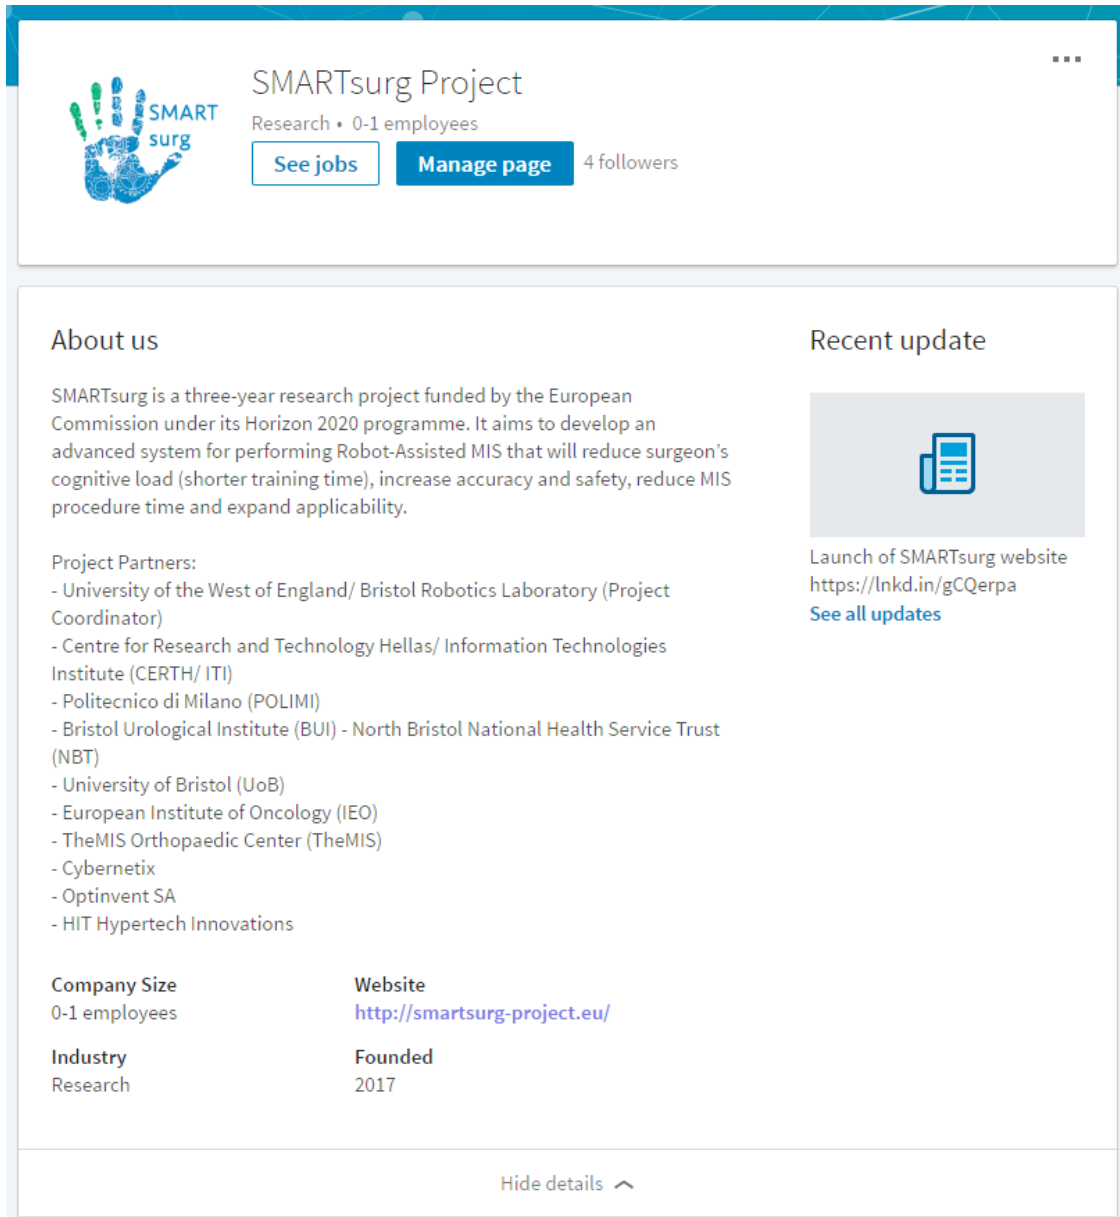 SMART
surg
SMARTsurg Project
Research • 0-1 employees
See jobs
Manage page
4 followers
About us
SMARTsurg is a three-year research project funded by the European
Commission under its Horizon 2020 programme. It aims to develop an
advanced system for performing Robot-Assisted MIS that will reduce surgeon’s
cognitive load (shorter training time), increase accuracy and safety, reduce MIS
procedure time and expand applicability.
Project Partners:
- University of the West of England/ Bristol Robotics Laboratory (Project
Coordinator)
- Centre for Research and Technology Hellas/ Information Technologies
Institute (CERTH/ ITI)
- Politecnico di Milano (POLIMI)
- Bristol Urological Institute (BUI) - North Bristol National Health Service Trust
(NBT)
- University of Bristol (UoB)
- European Institute of Oncology (IEO)
- TheMIS Orthopaedic Center (TheMIS)
- Cybernetix
- Optinvent SA
- HIT Hypertech Innovations
Company Size
0-1 employees
Website
http://smartsurg-project.eu/
Industry
Research
Founded
2017
Recent update
Launch of SMARTsurg website
https://lnkd.in/gCQerpa
See all updates
Hide details